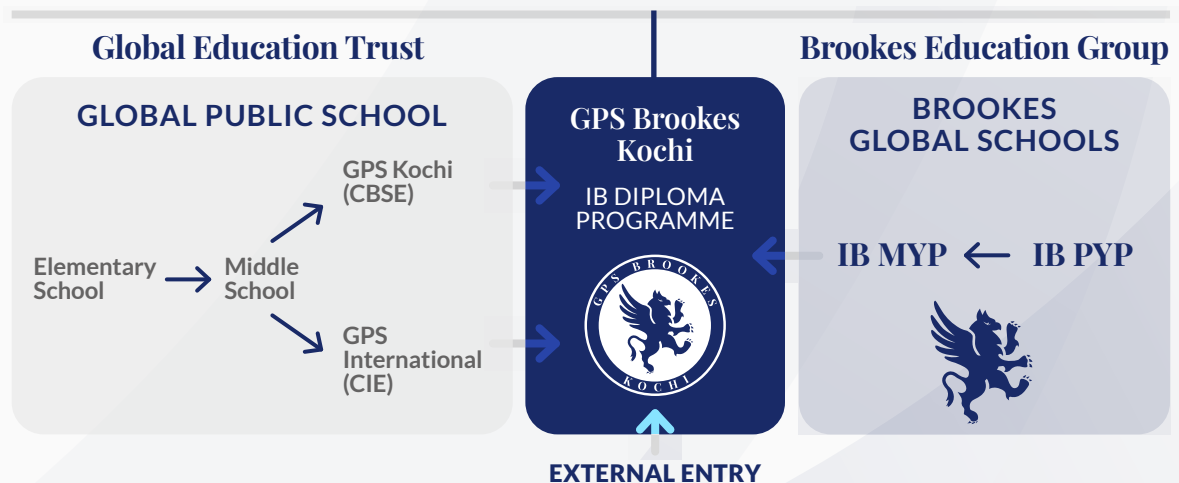 Global Education Trust
GLOBAL PUBLIC SCHOOL
Elementary
School
Middle
School
GPS Kochi
(CBSE)
GPS
International
(CIE)
GPS Brookes
Kochi
IB DIPLOMA
PROGRAMME
GPS BROOKES
KOCHI
EXTERNAL ENTRY
Brookes Education Group
BROOKES
GLOBAL SCHOOLS
IB MYP
IB PYP